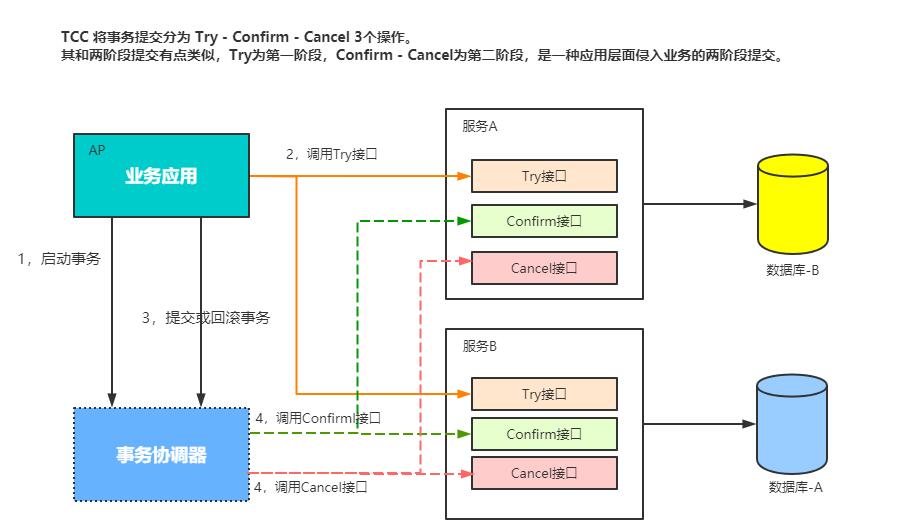 TCC 将事务提交分为 Try - Confirm - Cancel 3个操作。
其和两阶段提交有点类似，Try为第一阶段，Confirm - Cancel为第二阶段，是一种应用层面侵入业务的两阶段提交。
AP
业务应用
2，调用Try接口
服务A
Try接口
Confirm接口
Cancel接口
数据库-B
1，启动事务
3，提交或回滚事务
服务B
Try接口
Confirm接口
Cancel接口
数据库-A
事务协调器
4，调用Confirml接口
4，调用Cancel接口